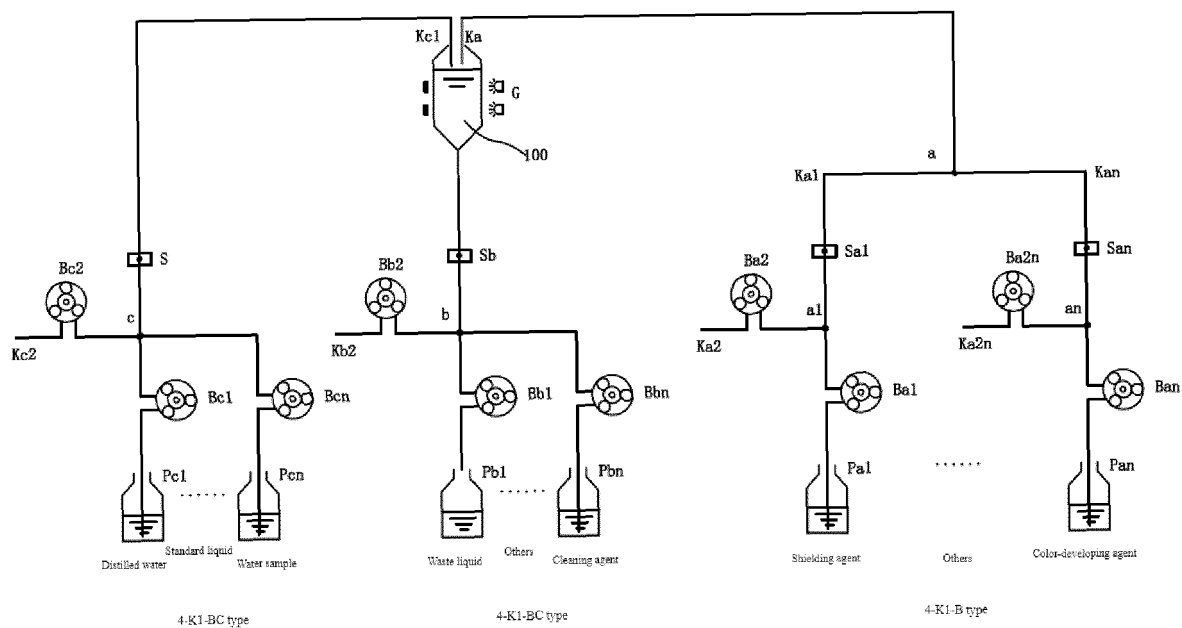 Kc1 Ka
G
100
a
Ka1 Kan
S Sb Sa1 San
Bc2 Bb2 Ba2 Ba2n
c b a1 an
Kc2 Kb2 Ka2 Ka2n
Bc1 Bcn Bb1 Bbn Ba1 Ban
Pc1 Pcn Pb1 Pbn Pa1 Pan
...... ...... ......
Standard liquid Others
Distilled water Water sample Waste liquid Cleaning agent Shielding agent Others Color-developing agent
4-K1-BC type 4-K1-BC type 4-K1-B type